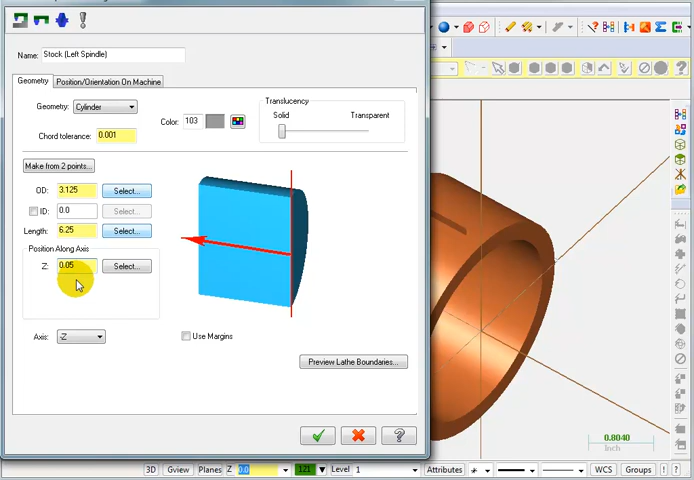 Name: Stock (Left Spindle)
Geometry Position/Orientation On Machine
Geometry: Cylinder
Color: 103
Translucency
Solid Transparent
Chord tolerance: 0.001
Make from 2 points...
OD: 3.125 Select...
ID: 0.0 Select...
Length: 6.25 Select...
Position Along Axis
Z: 0.05 Select...
Axis: -Z
Use Margins
Preview Lathe Boundaries...
0.8040
Inch
3D Gview Planes Z 0.0 121 Level 1 Attributes WCS Groups ?